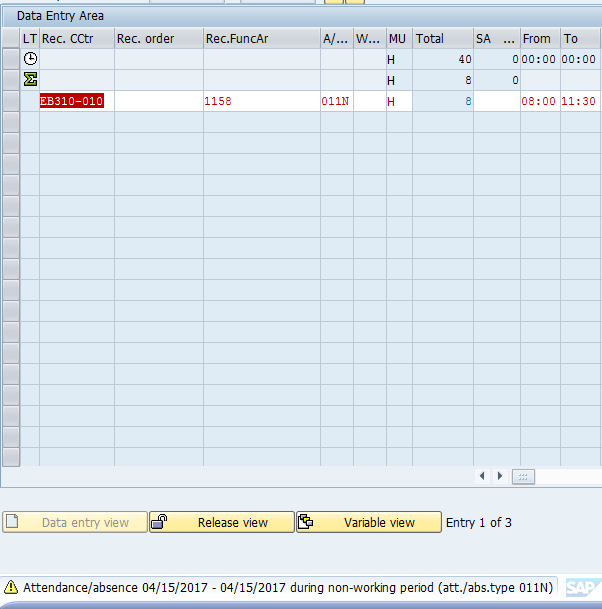 Data Entry Area
LT Rec. CCtr Rec. order Rec.FuncAr A/... W... MU Total SA ... From To
H 40 0 00:00 00:00
Σ H 8 0
EB310-010 1158 011N H 8 08:00 11:30
Data entry view Release view Variable view Entry 1 of 3
Attendance/absence 04/15/2017 - 04/15/2017 during non-working period (att./abs.type 011N) SAP